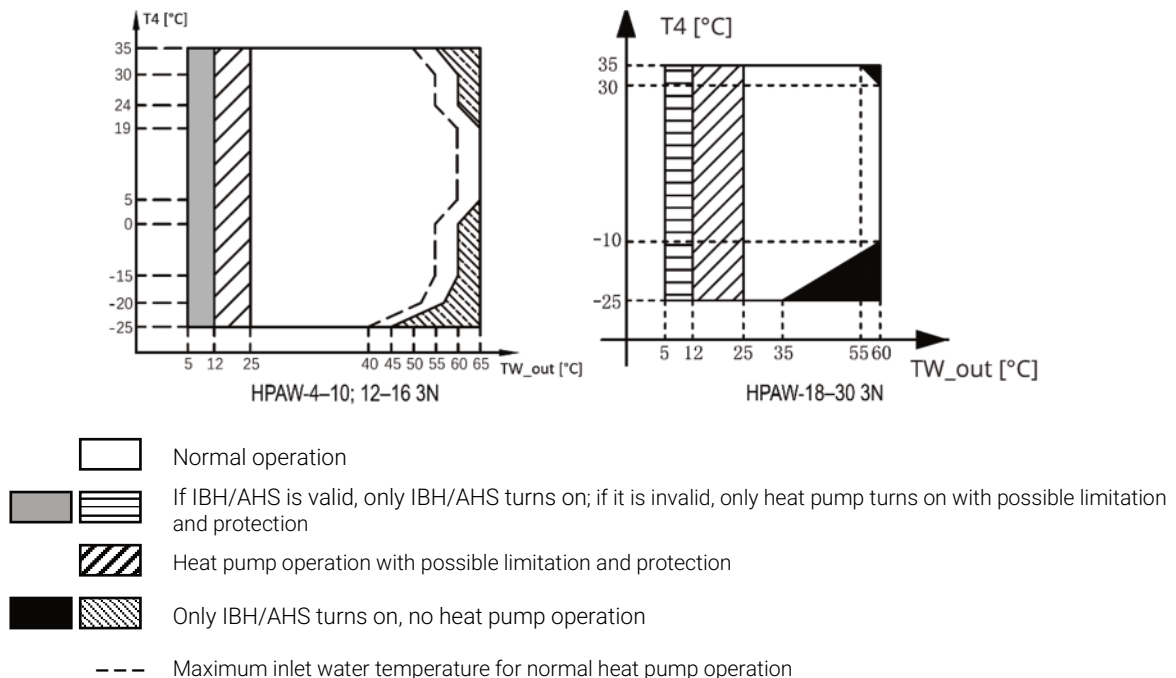 T4 [°C]
35
30
24
19
5
0
-15
-20
-25
5 12 25 40 45 50 55 60 65
TW_out [°C]
HPAW-4–10; 12–16 3N
T4 [°C]
35
30
-10
-25
5 12 25 35 55 60
TW_out [°C]
HPAW-18–30 3N
Normal operation
If IBH/AHS is valid, only IBH/AHS turns on; if it is invalid, only heat pump turns on with possible limitation
and protection
Heat pump operation with possible limitation and protection
Only IBH/AHS turns on, no heat pump operation
Maximum inlet water temperature for normal heat pump operation